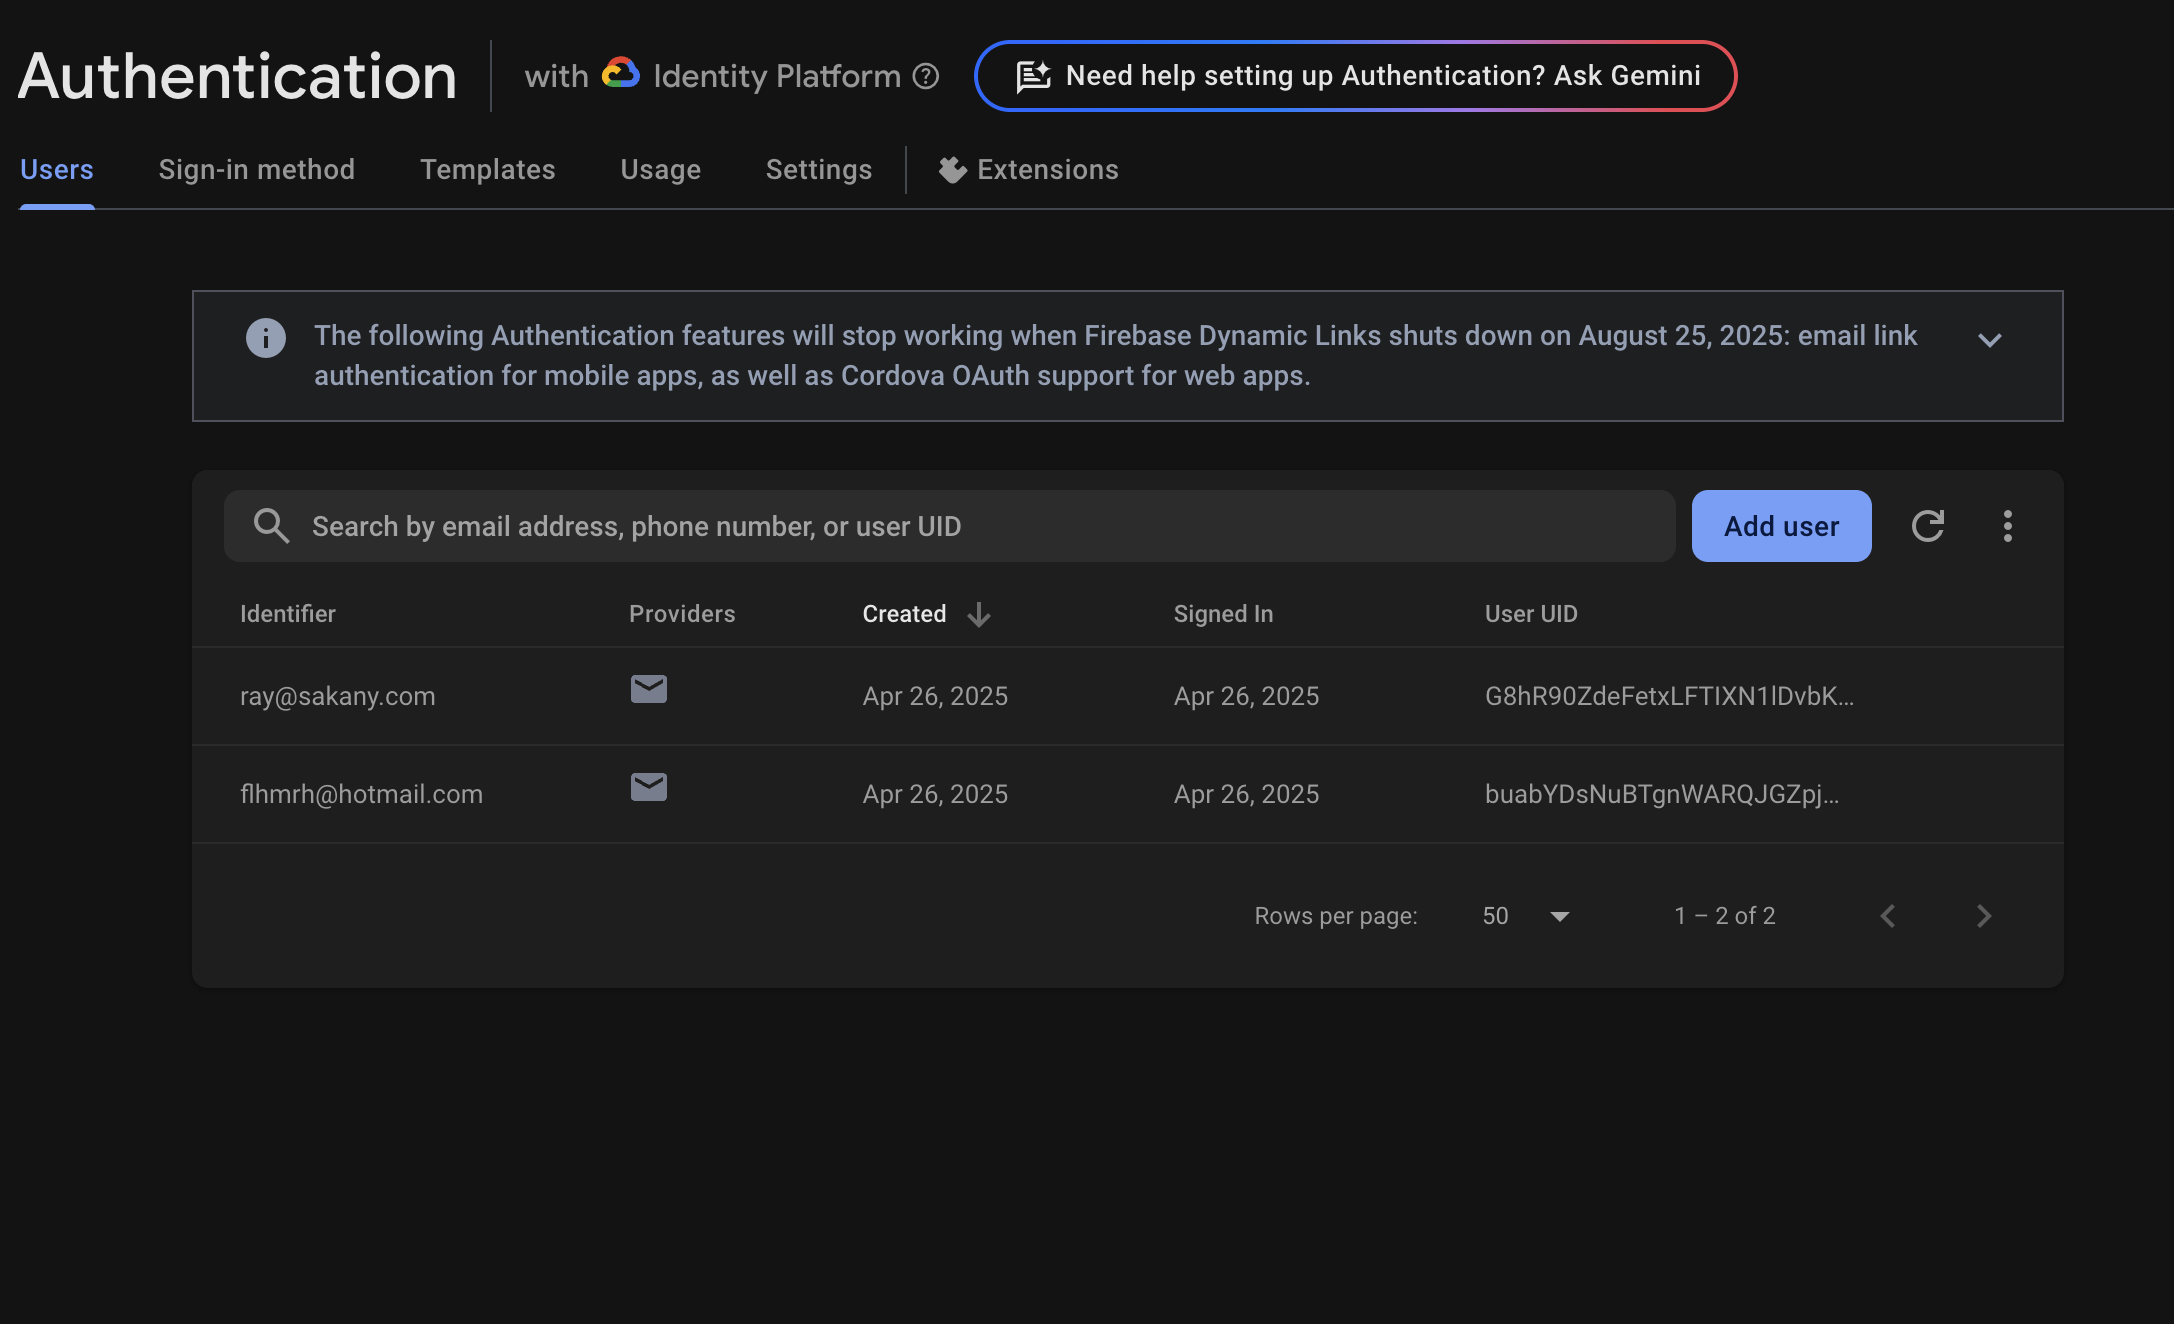 Authentication with Identity Platform Need help setting up Authentication? Ask Gemini
Users Sign-in method Templates Usage Settings Extensions
The following Authentication features will stop working when Firebase Dynamic Links shuts down on August 25, 2025: email link
authentication for mobile apps, as well as Cordova OAuth support for web apps.
Search by email address, phone number, or user UID Add user
Identifier Providers Created Signed In User UID
ray@sakany.com Apr 26, 2025 Apr 26, 2025 G8hR90ZdeFetxLFTIXN1lDvbK...
flhmrh@hotmail.com Apr 26, 2025 Apr 26, 2025 buabYDsNuBTgnWARQJGZpj...
Rows per page: 50 1 – 2 of 2